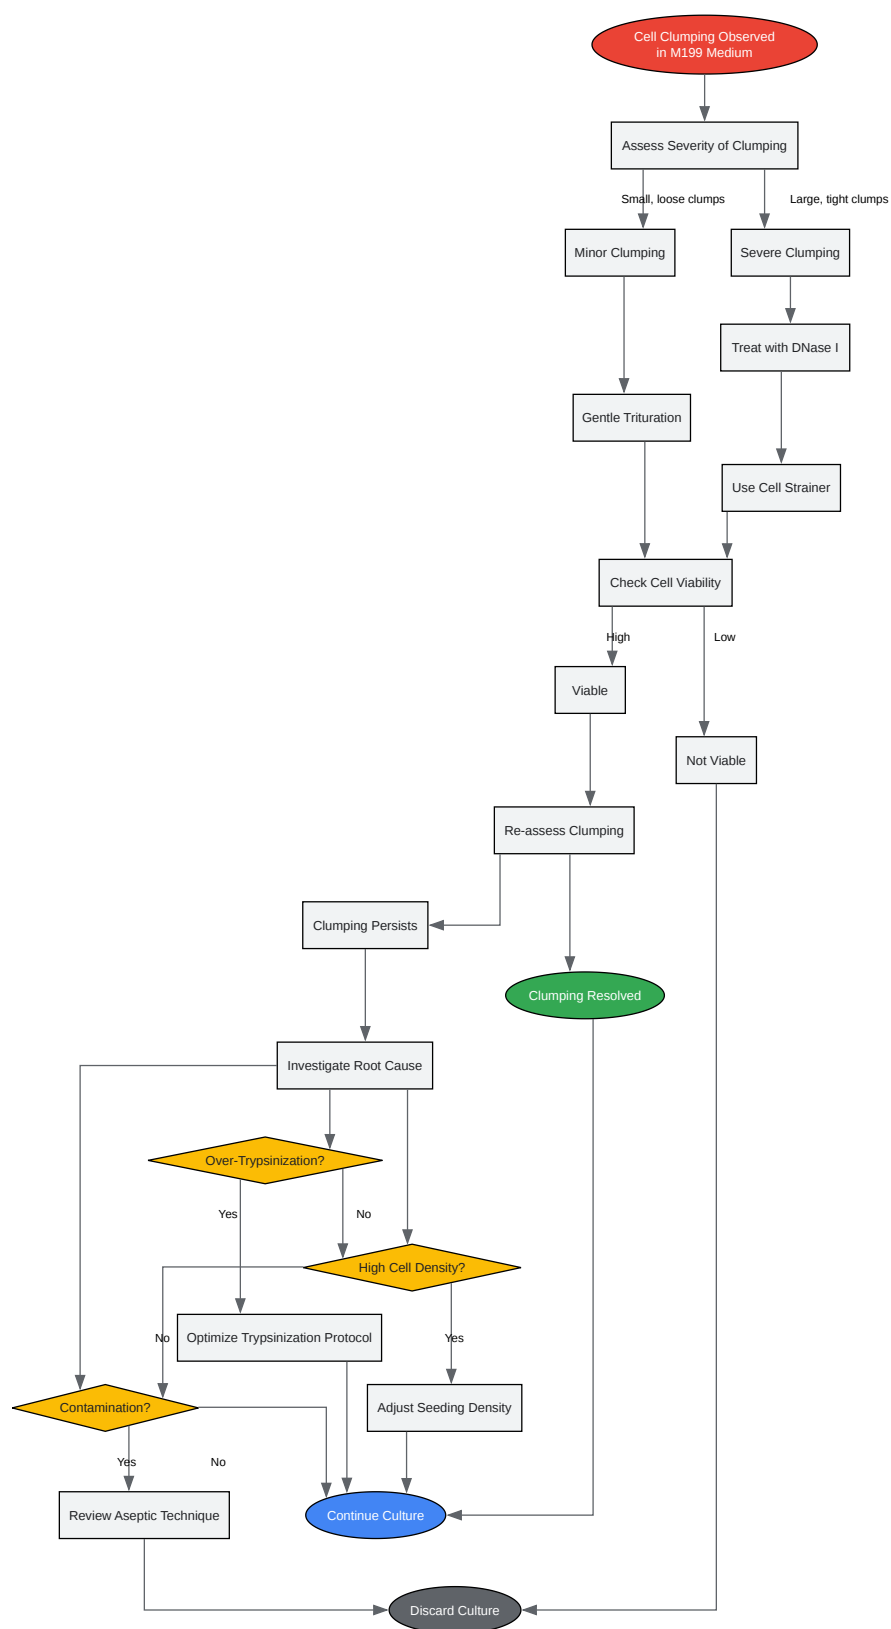 Cell Clumping Observed
in M199 Medium
Assess Severity of Clumping
Small, loose clumps
Large, tight clumps
Minor Clumping
Severe Clumping
Treat with DNase I
Gentle Trituration
Use Cell Strainer
Check Cell Viability
High
Low
Viable
Not Viable
Re-assess Clumping
Clumping Persists
Clumping Resolved
Investigate Root Cause
Over-Trypsinization?
Yes
No
High Cell Density?
Optimize Trypsinization Protocol
No
Yes
Contamination?
Adjust Seeding Density
Yes
No
Review Aseptic Technique
Continue Culture
Discard Culture